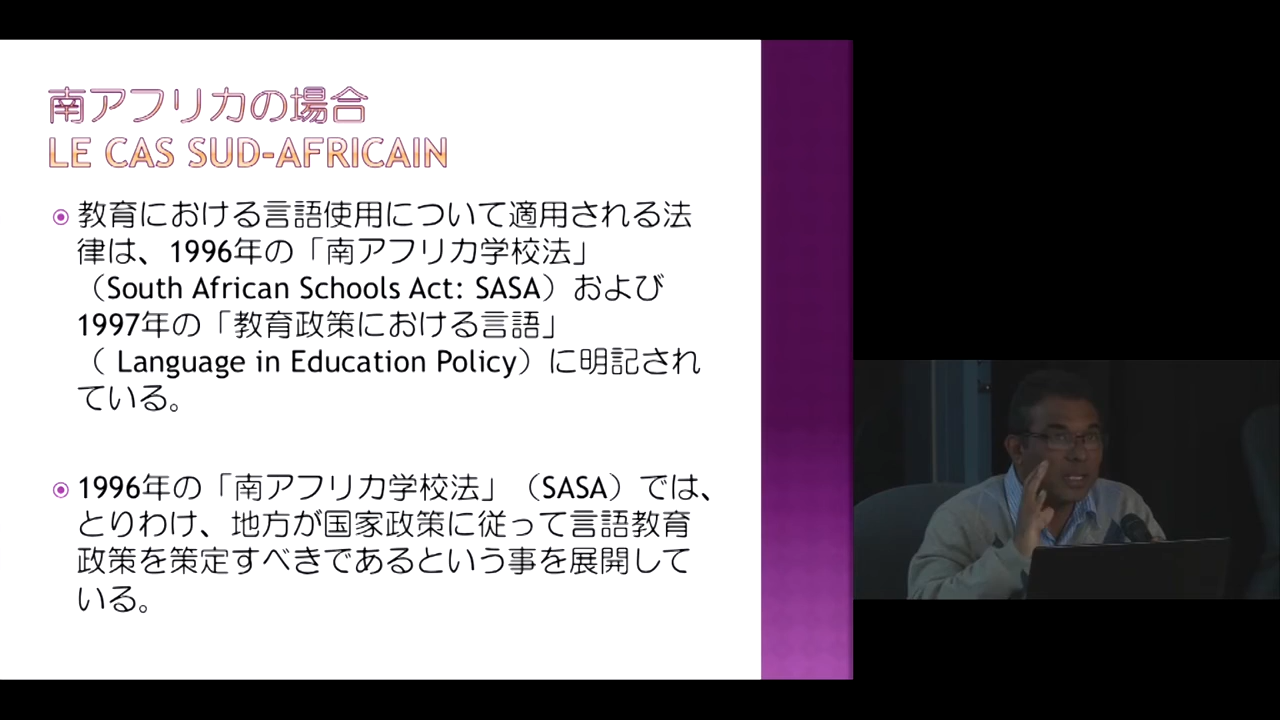 南アフリカの場合
LE CAS SUD-AFRICAIN
教育における言語使用について適用される法
律は、1996年の「南アフリカ学校法」
（South African Schools Act: SASA）および
1997年の「教育政策における言語」
（ Language in Education Policy）に明記され
ている。
1996年の「南アフリカ学校法」（SASA）では、
とりわけ、地方が国家政策に従って言語教育
政策を策定すべきであるという事を展開して
いる。